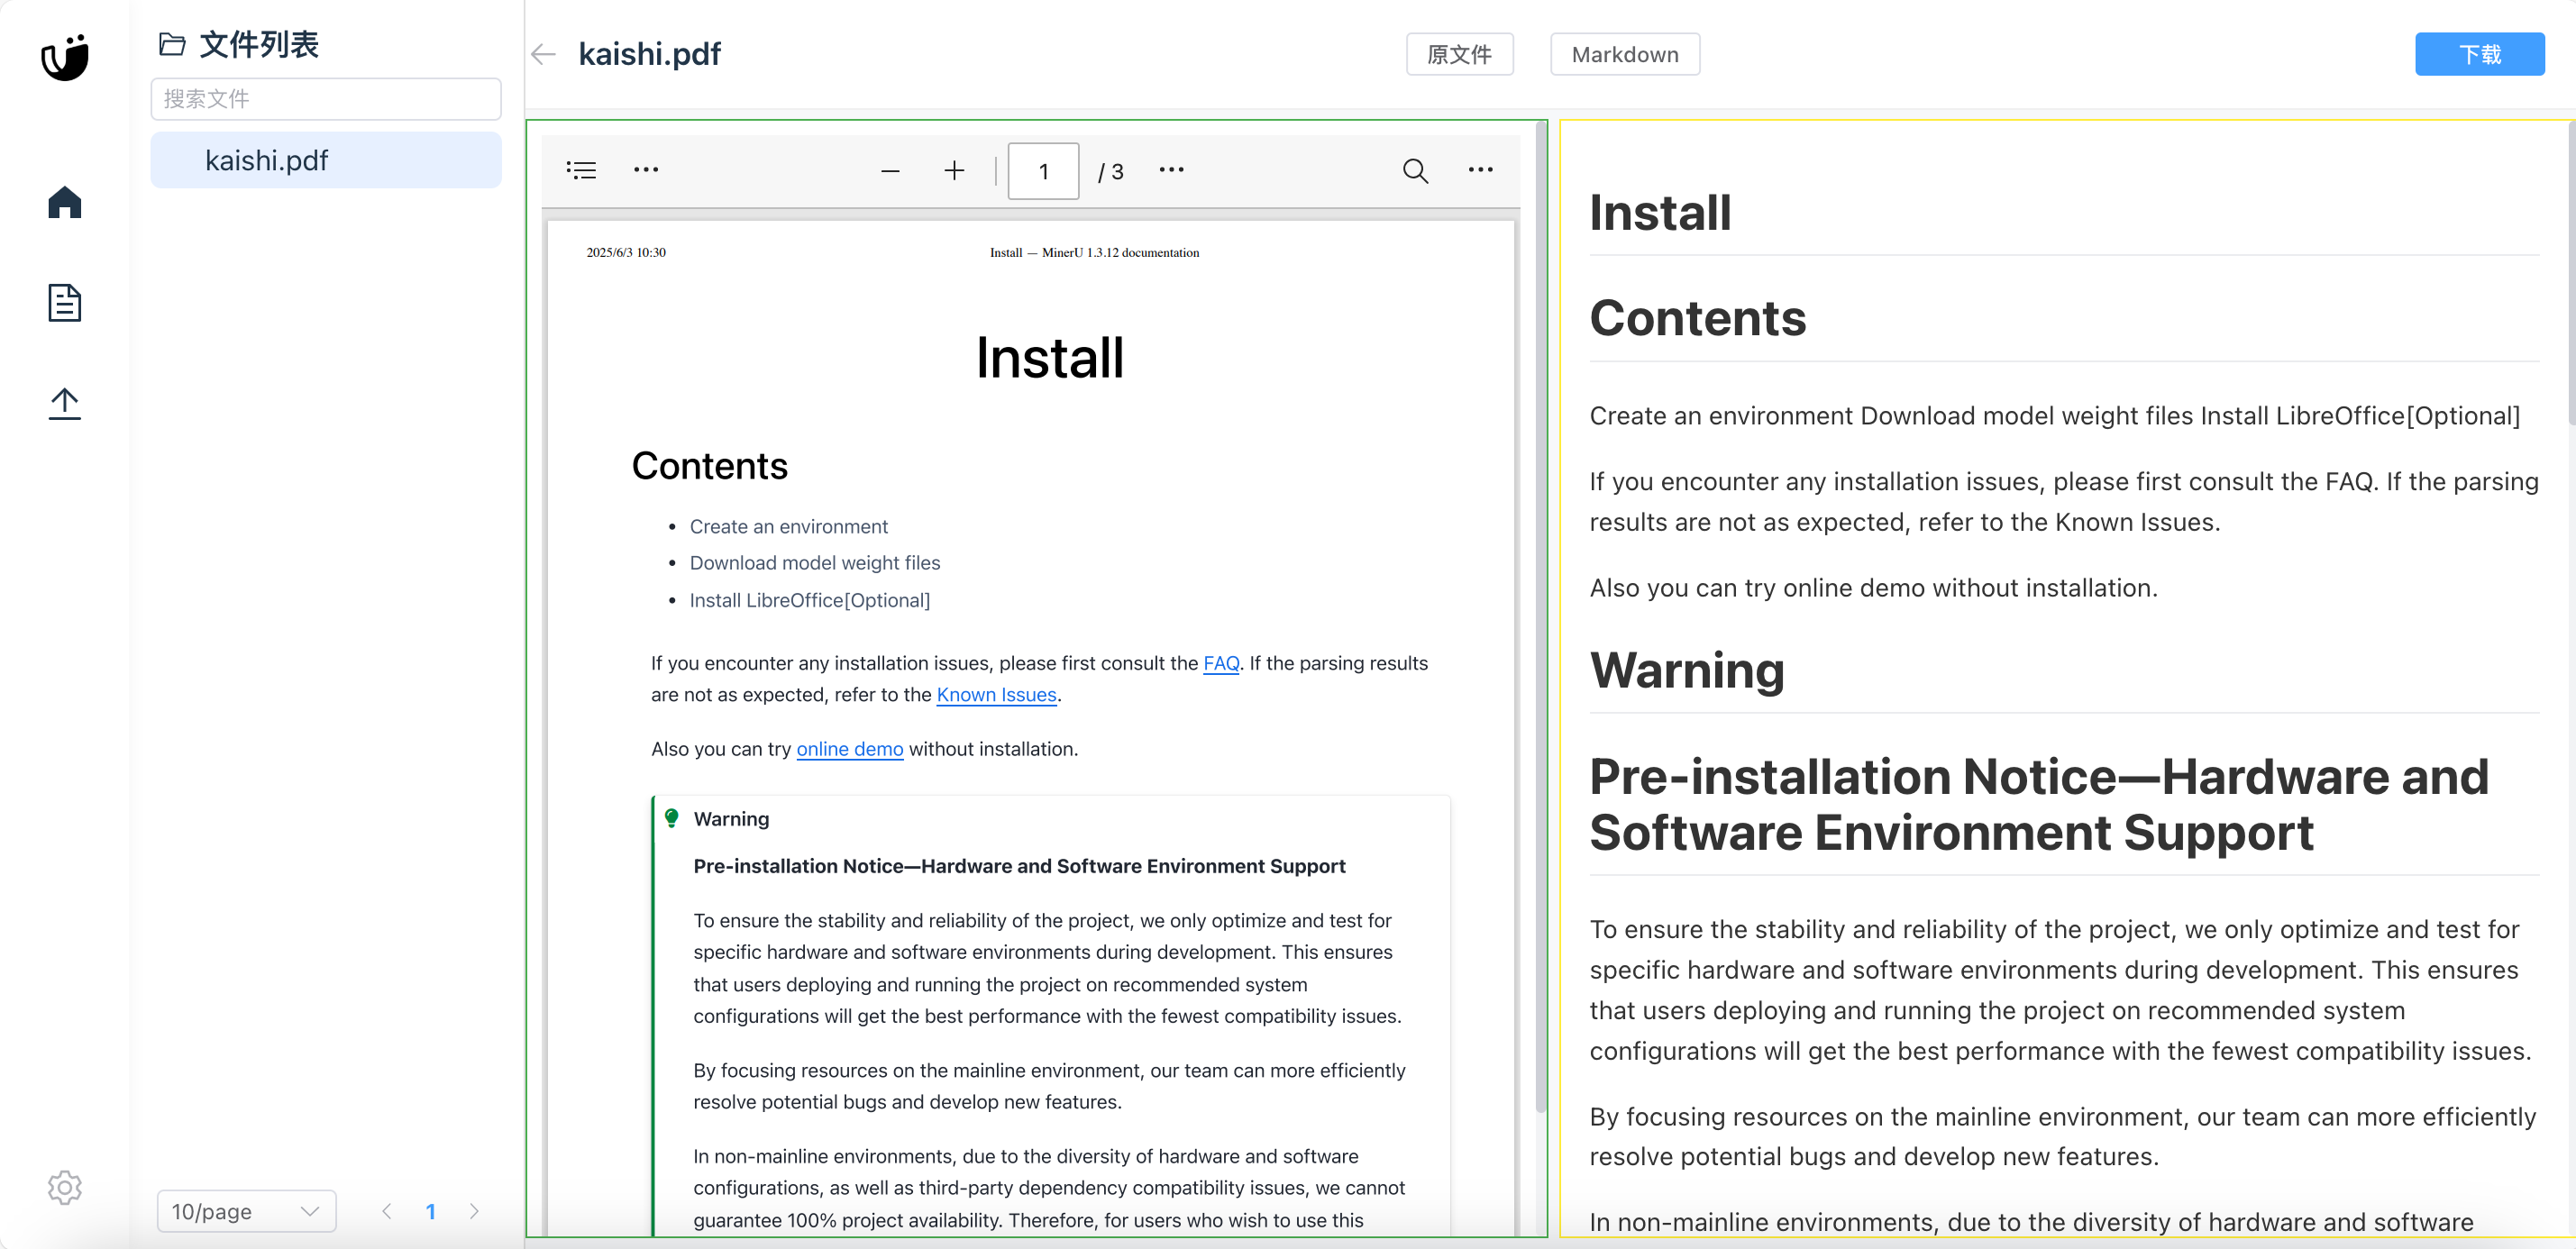 文件列表
搜索文件
kaishi.pdf
10/page
1
kaishi.pdf
原文件
Markdown
下载
1
/ 3
2025/6/3 10:30
Install — MinerU 1.3.12 documentation
Install
Contents
• Create an environment
• Download model weight files
• Install LibreOffice[Optional]
If you encounter any installation issues, please first consult the FAQ. If the parsing results
are not as expected, refer to the Known Issues.
Also you can try online demo without installation.
Warning
Pre-installation Notice—Hardware and Software Environment Support
To ensure the stability and reliability of the project, we only optimize and test for
specific hardware and software environments during development. This ensures
that users deploying and running the project on recommended system
configurations will get the best performance with the fewest compatibility issues.
By focusing resources on the mainline environment, our team can more efficiently
resolve potential bugs and develop new features.
In non-mainline environments, due to the diversity of hardware and software
configurations, as well as third-party dependency compatibility issues, we cannot
guarantee 100% project availability. Therefore, for users who wish to use this
Install
Contents
Create an environment Download model weight files Install LibreOffice[Optional]
If you encounter any installation issues, please first consult the FAQ. If the parsing
results are not as expected, refer to the Known Issues.
Also you can try online demo without installation.
Warning
Pre-installation Notice—Hardware and
Software Environment Support
To ensure the stability and reliability of the project, we only optimize and test for
specific hardware and software environments during development. This ensures
that users deploying and running the project on recommended system
configurations will get the best performance with the fewest compatibility issues.
By focusing resources on the mainline environment, our team can more efficiently
resolve potential bugs and develop new features.
In non-mainline environments, due to the diversity of hardware and software